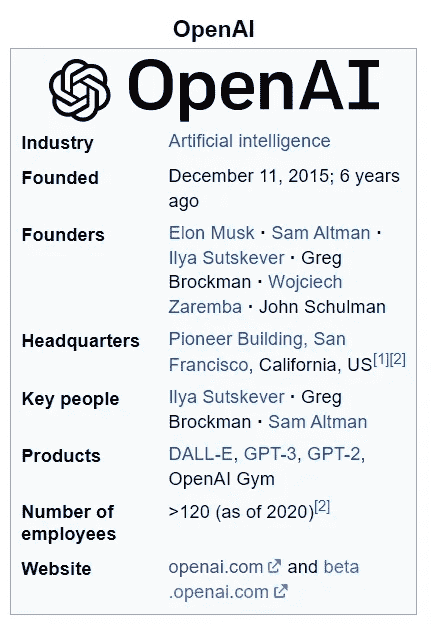 OpenAI
OpenAI
Industry Artificial intelligence
Founded December 11, 2015; 6 years
ago
Founders Elon Musk · Sam Altman ·
Ilya Sutskever · Greg
Brockman · Wojciech
Zaremba · John Schulman
Headquarters Pioneer Building, San
Francisco, California, US[1][2]
Key people Ilya Sutskever · Greg
Brockman · Sam Altman
Products DALL-E, GPT-3, GPT-2,
OpenAI Gym
Number of >120 (as of 2020)[2]
employees
Website openai.com and beta
.openai.com